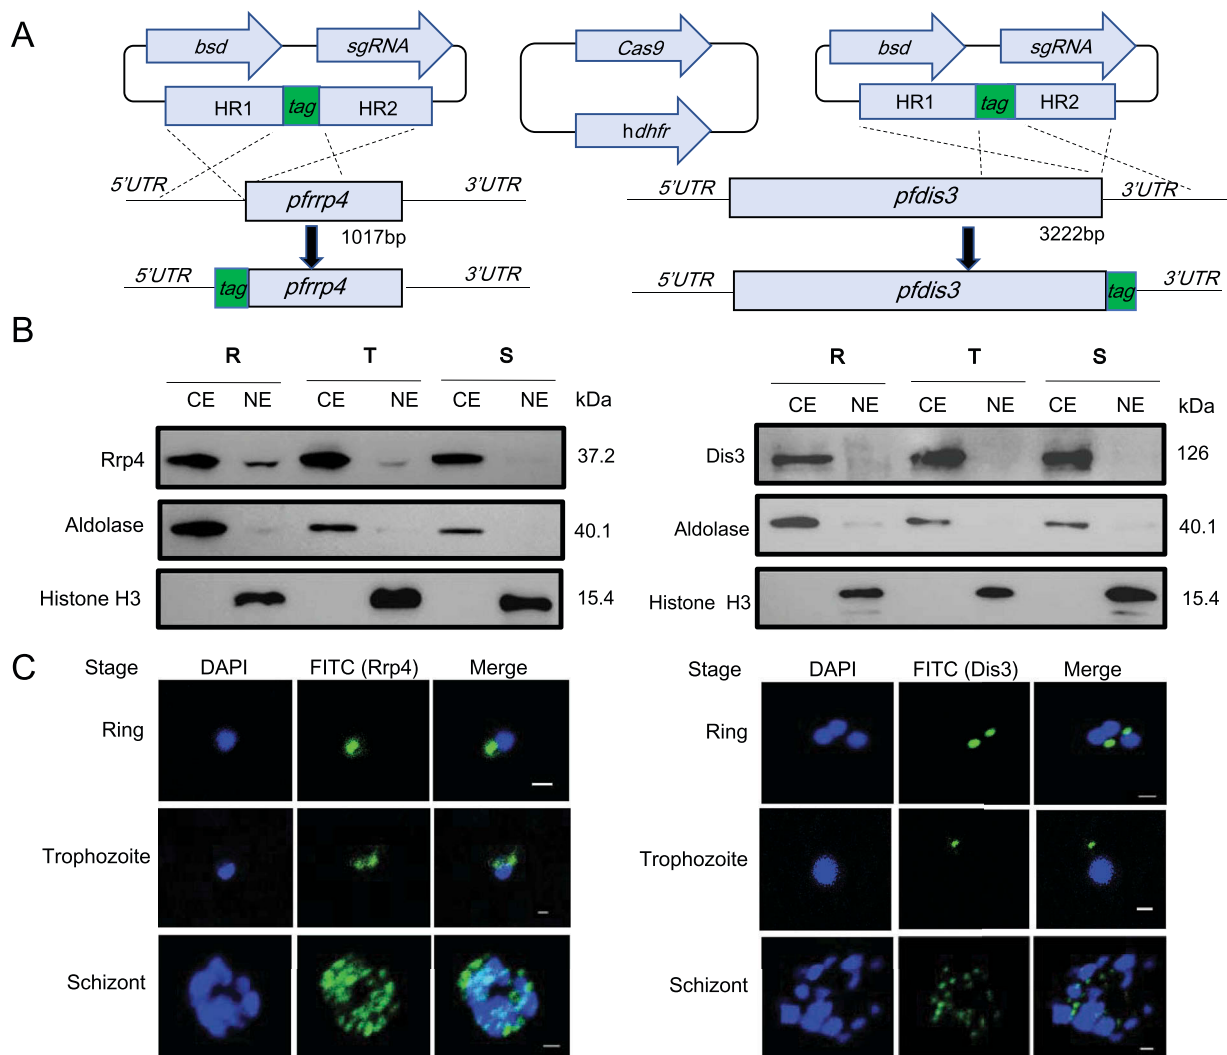 A
bsd sgRNA Cas9 bsd sgRNA
HR1 tag HR2 hdhfr HR1 tag HR2
5'UTR pfrrp4 3'UTR 5'UTR pfdis3 3'UTR
1017bp 3222bp
5'UTR tag pfrrp4 3'UTR 5'UTR pfdis3 tag 3'UTR
B
R T S R T S
CE NE CE NE CE NE kDa CE NE CE NE CE NE kDa
Rrp4 37.2 Dis3 126
Aldolase 40.1 Aldolase 40.1
Histone H3 15.4 Histone H3 15.4
C
Stage DAPI FITC (Rrp4) Merge Stage DAPI FITC (Dis3) Merge
Ring Ring
Trophozoite Trophozoite
Schizont Schizont